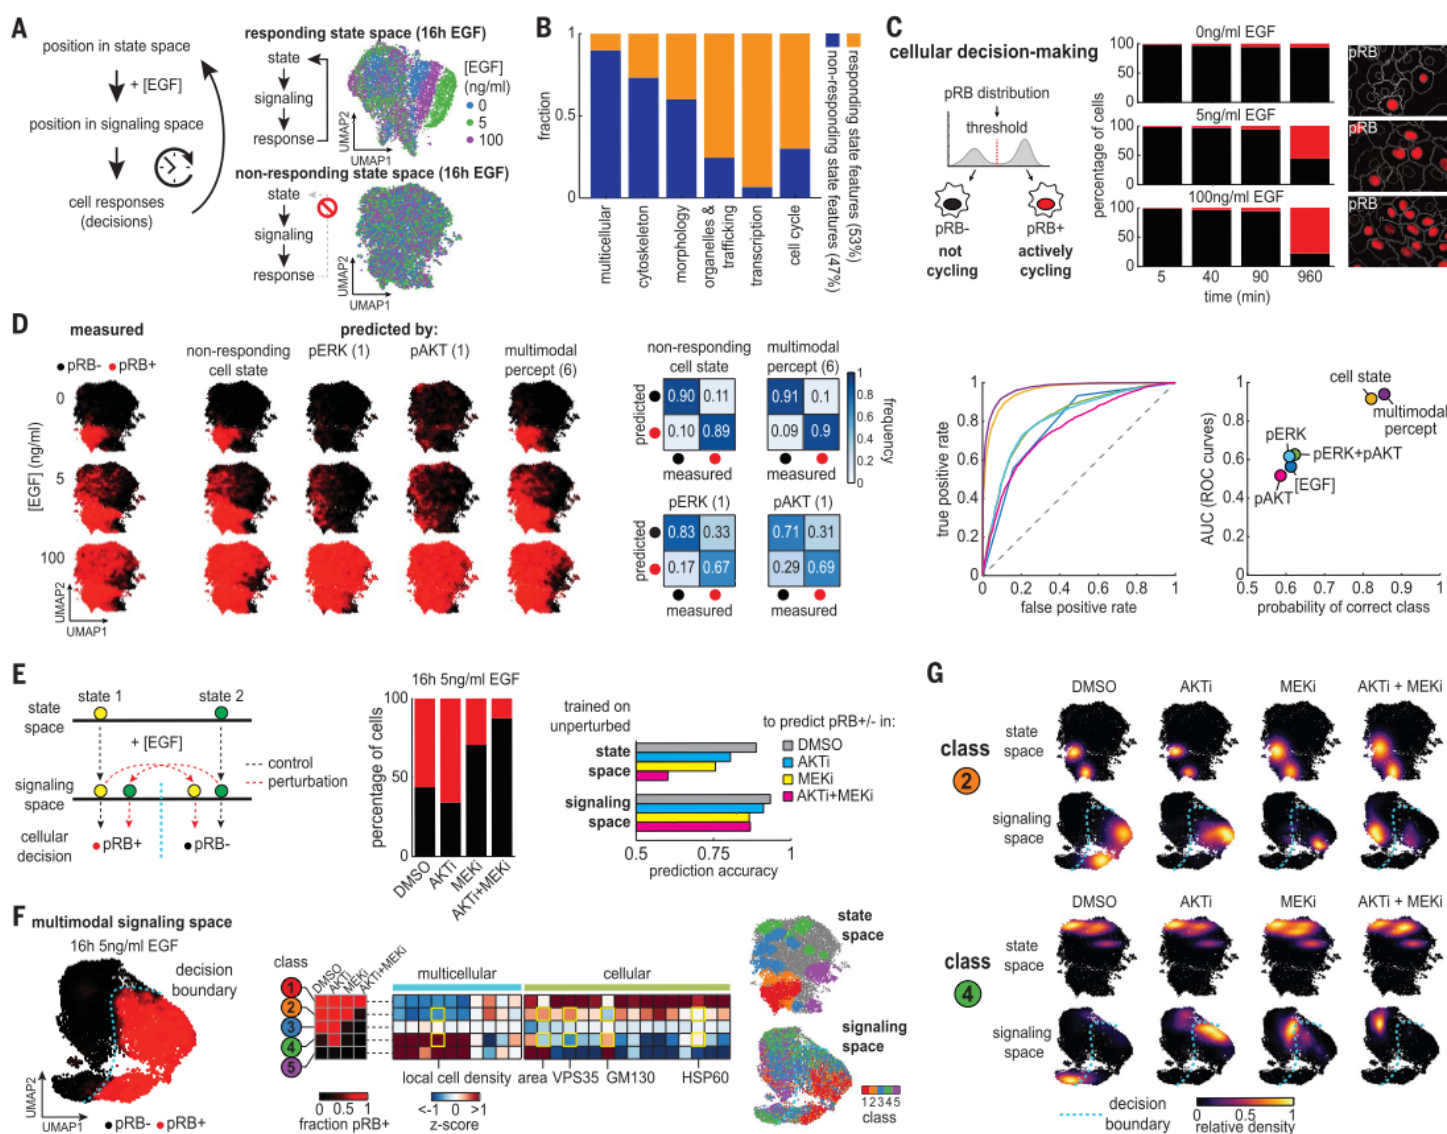 A
position in state space
+ [EGF]
position in signaling space
cell responses
(decisions)
responding state space (16h EGF)
state
signaling
response
[EGF]
(ng/ml)
0
5
100
UMAP2
UMAP1
non-responding state space (16h EGF)
state
signaling
response
UMAP2
UMAP1
B
fraction
1
0.5
0
multicellular
cytoskeleton
morphology
organelles &
trafficking
transcription
cell cycle
non-responding state features (47%)
responding state features (53%)
C
cellular decision-making
pRB distribution
threshold
pRB-
not
cycling
pRB+
actively
cycling
percentage of cells
0ng/ml EGF
100
50
0
5ng/ml EGF
100
50
0
100ng/ml EGF
100
50
0
5 40 90 960
time (min)
pRB
pRB
pRB
D
measured
pRB- pRB+
predicted by:
non-responding
cell state
pERK (1)
pAKT (1)
multimodal
percept (6)
[EGF] (ng/ml)
0
5
100
UMAP2
UMAP1
non-responding
cell state
predicted
0.90 0.11
0.10 0.89
measured
multimodal
percept (6)
0.91 0.1
0.09 0.9
measured
1
0.8
0.6
0.4
0.2
0
frequency
pERK (1)
predicted
0.83 0.33
0.17 0.67
measured
pAKT (1)
0.71 0.31
0.29 0.69
measured
true positive rate
1
0.8
0.6
0.4
0.2
0
0 0.2 0.4 0.6 0.8 1
false positive rate
AUC (ROC curves)
1
0.8
0.6
0.4
0.2
0
0.5 0.6 0.7 0.8 0.9 1
probability of correct class
cell state
multimodal
percept
pERK
pERK+pAKT
[EGF]
pAKT
E
state 1 state 2
state
space
+ [EGF]
control
perturbation
signaling
space
cellular
decision
pRB+ pRB-
16h 5ng/ml EGF
percentage of cells
100
50
0
DMSO
AKTi
MEKi
AKTi+MEKi
trained on
unperturbed
state
space
signaling
space
to predict pRB+/- in:
DMSO
AKTi
MEKi
AKTi+MEKi
0.5 0.75 1
prediction accuracy
F
multimodal signaling space
16h 5ng/ml EGF
decision
boundary
UMAP2
UMAP1
pRB- pRB+
class
1
2
3
4
5
DMSO
AKTi
MEKi
AKTi+MEKi
0 0.5 1
fraction pRB+
multicellular
cellular
local cell density
area VPS35 GM130 HSP60
<-1 0 >1
z-score
state
space
signaling
space
1 2 3 4 5
class
G
DMSO AKTi MEKi AKTi + MEKi
class
2
state
space
signaling
space
DMSO AKTi MEKi AKTi + MEKi
class
4
state
space
signaling
space
decision
boundary
0 0.5 1
relative density